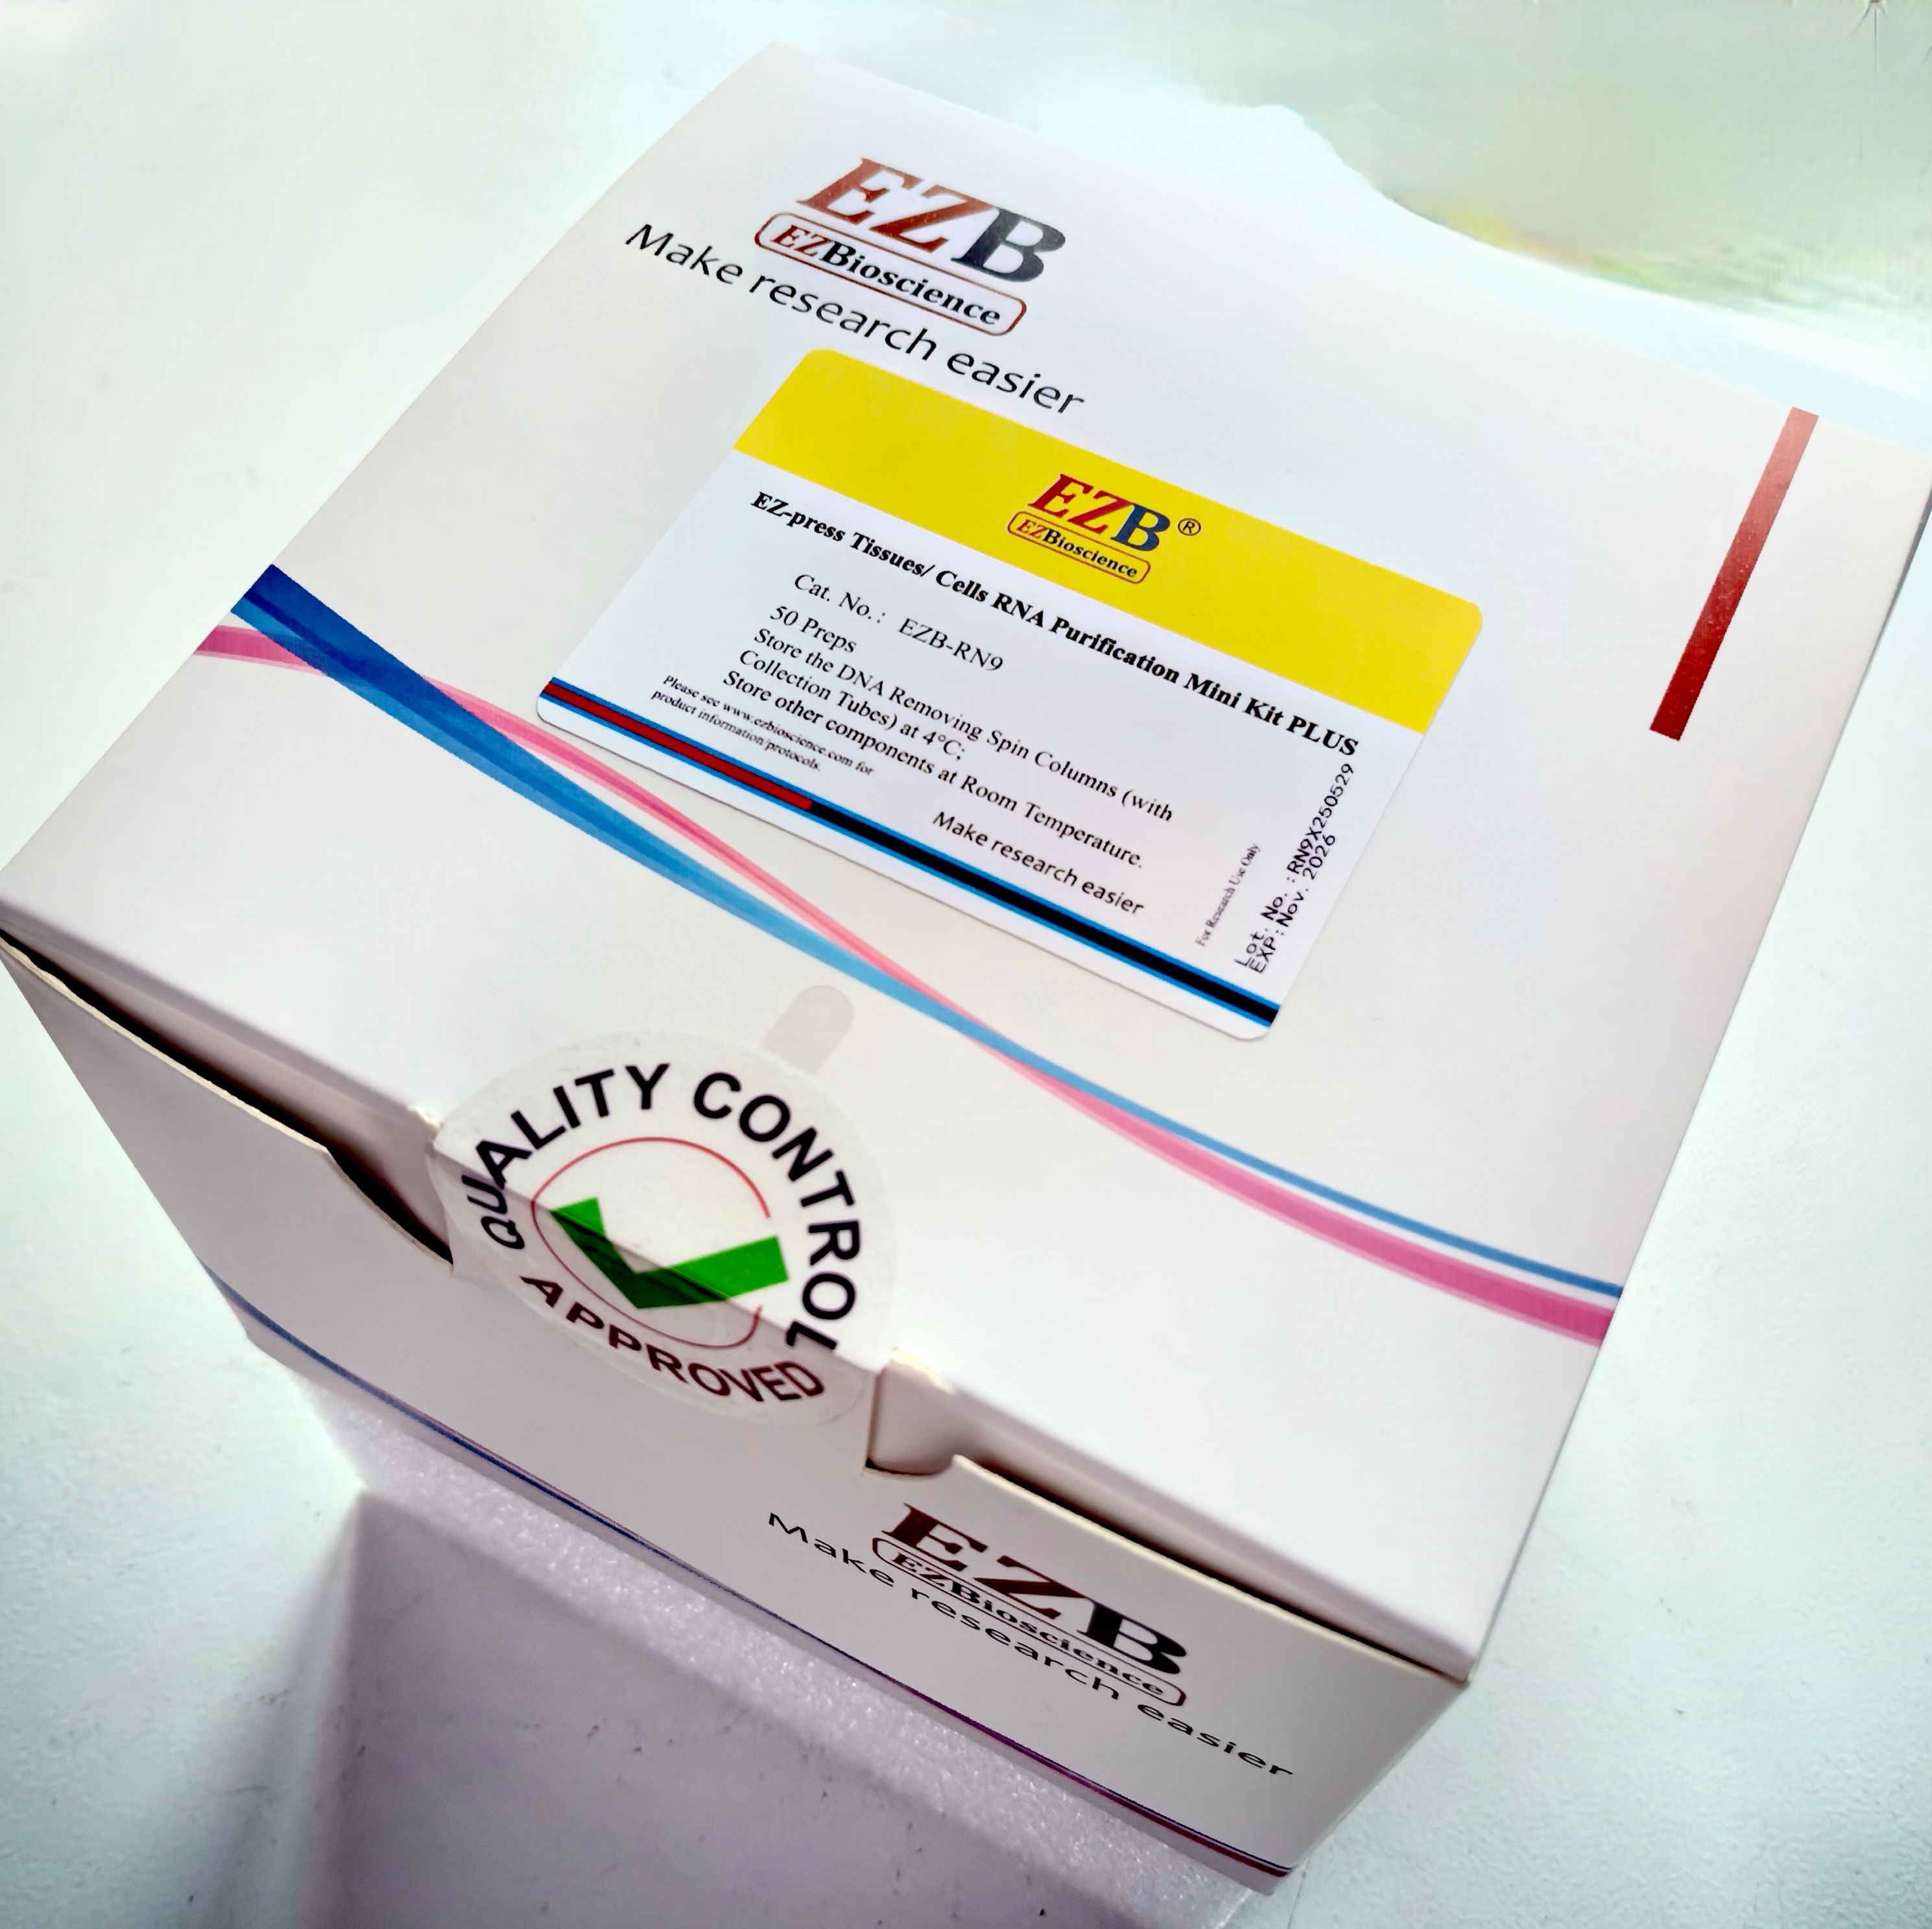 EZB
EZBioscience
Make research easier
EZB®
EZBioscience
EZ-press Tissues/ Cells RNA Purification Mini Kit PLUS
Cat. No.: EZB-RN9
50 Preps
Store the DNA Removing Spin Columns (with
Collection Tubes) at 4°C;
Store other components at Room Temperature.
Please see www.ezbioscience.com for
product information/protocols.
Make research easier
For Research Use Only
Lot. No. :RN9X250529
EXP: Nov. 2026
QUALITY CONTROL
APPROVED
EZB
EZBioscience
Make research easier